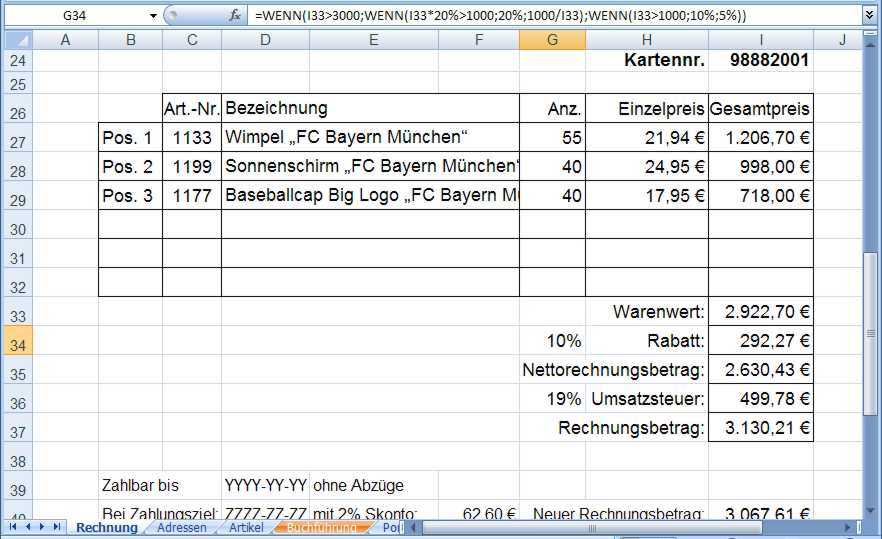 G34 fx =WENN(I33>3000;WENN(I33*20%>1000;20%;1000/I33);WENN(I33>1000;10%;5%))
A B C D E F G H I J
24 Kartennr. 98882001
25
26 Art.-Nr. Bezeichnung Anz. Einzelpreis Gesamtpreis
27 Pos. 1 1133 Wimpel „FC Bayern München“ 55 21,94 € 1.206,70 €
28 Pos. 2 1199 Sonnenschirm „FC Bayern München“ 40 24,95 € 998,00 €
29 Pos. 3 1177 Baseballcap Big Logo „FC Bayern Mü 40 17,95 € 718,00 €
30
31
32
33 Warenwert: 2.922,70 €
34 10% Rabatt: 292,27 €
35 Nettorechnungsbetrag: 2.630,43 €
36 19% Umsatzsteuer: 499,78 €
37 Rechnungsbetrag: 3.130,21 €
38
39 Zahlbar bis YYYY-YY-YY ohne Abzüge
40 Bei Zahlungsziel: ZZZZ-ZZ-ZZ mit 2% Skonto: 62,60 € Neuer Rechnungsbetrag: 3.067,61 €
Rechnung Adressen Artikel Buchführung